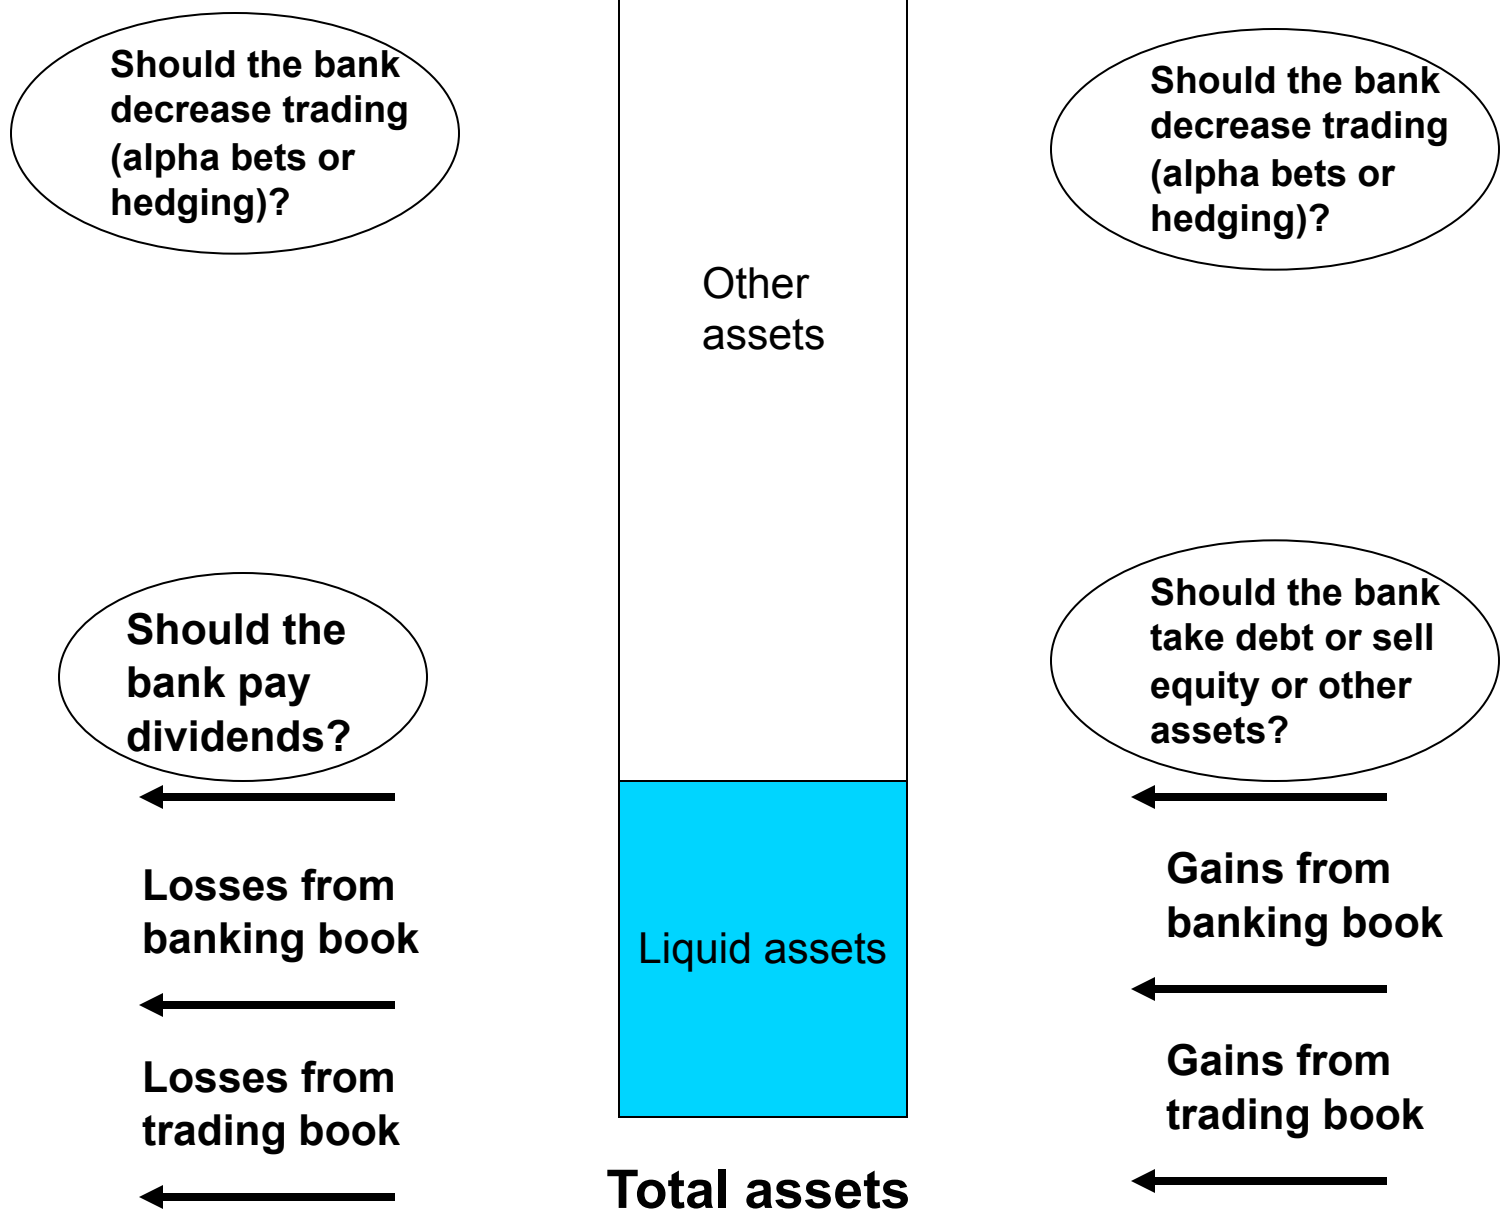 Should the bank
decrease trading
(alpha bets or
hedging)?
Should the bank
decrease trading
(alpha bets or
hedging)?
Other
assets
Should the
bank pay
dividends?
Should the bank
take debt or sell
equity or other
assets?
Losses from
banking book
Liquid assets
Gains from
banking book
Losses from
trading book
Gains from
trading book
Total assets